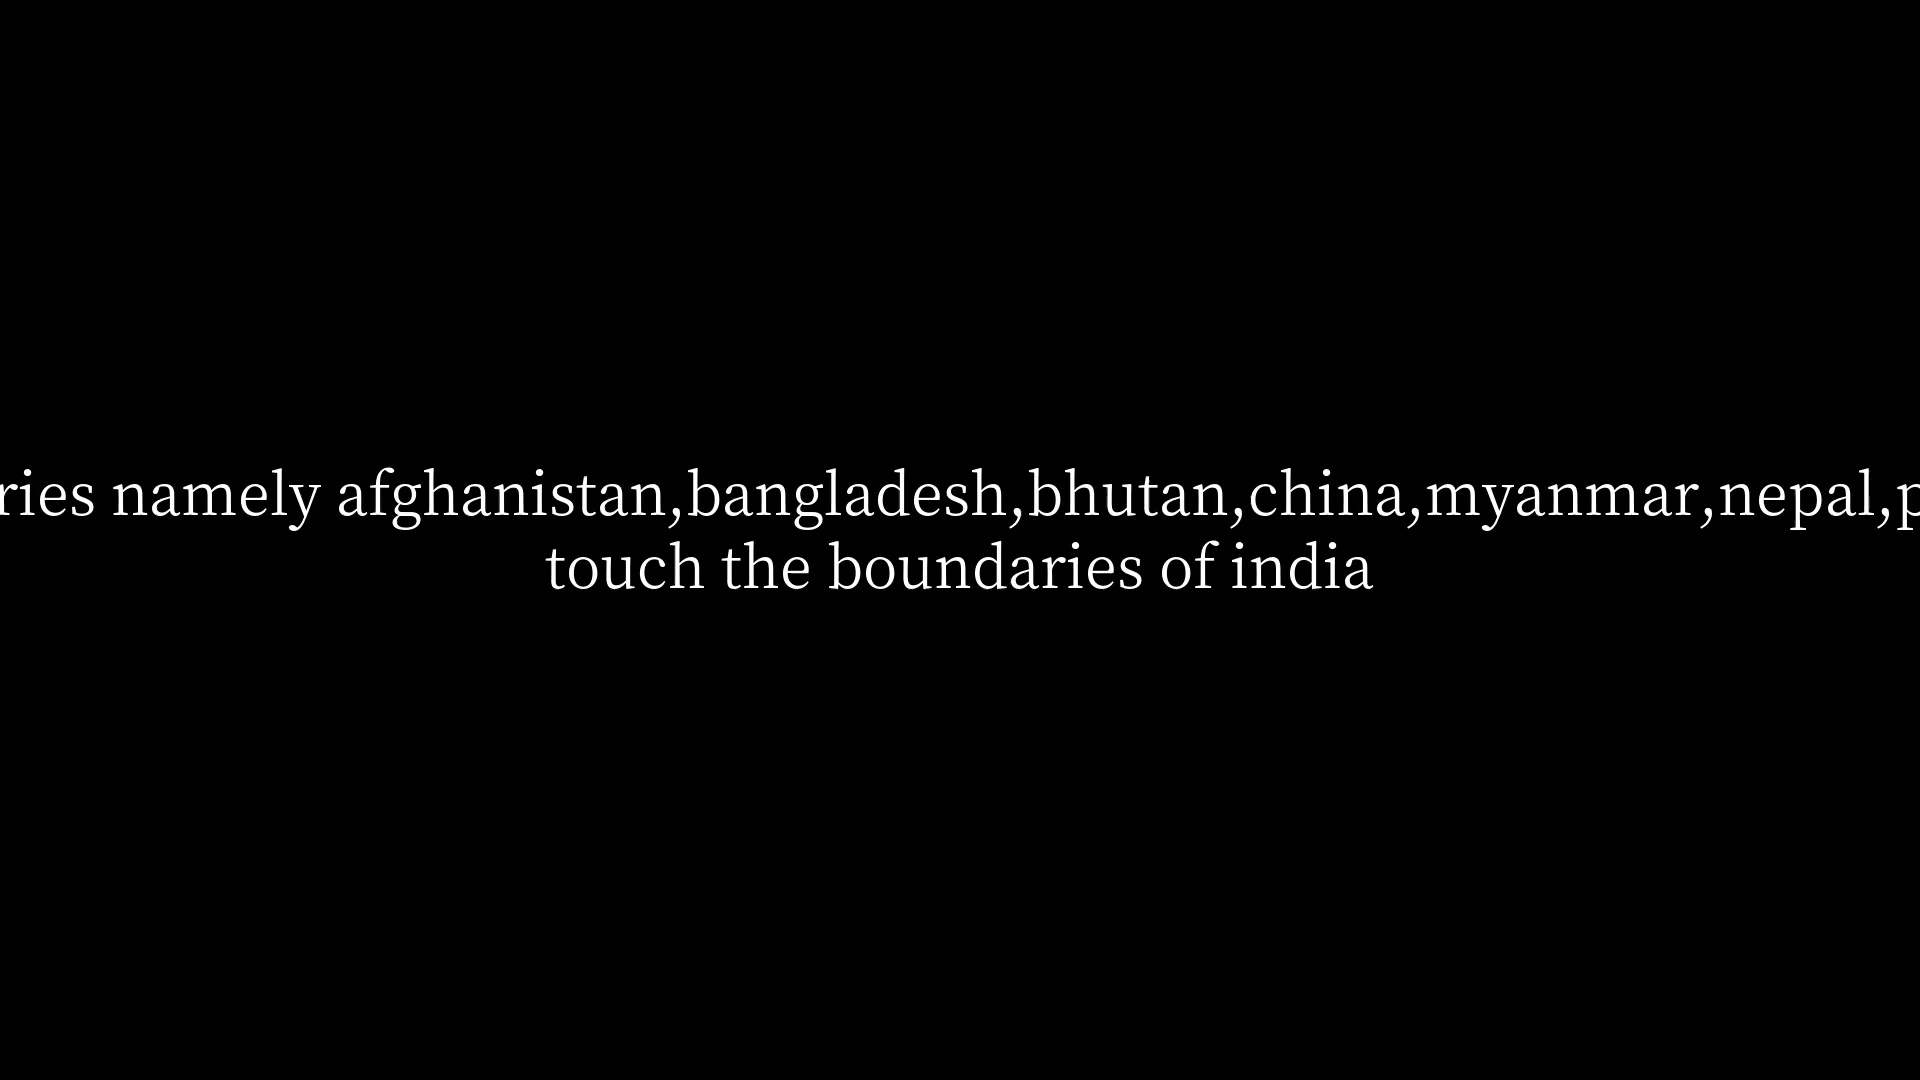 ries namely afghanistan,bangladesh,bhutan,china,myanmar,nepal,p
touch the boundaries of india